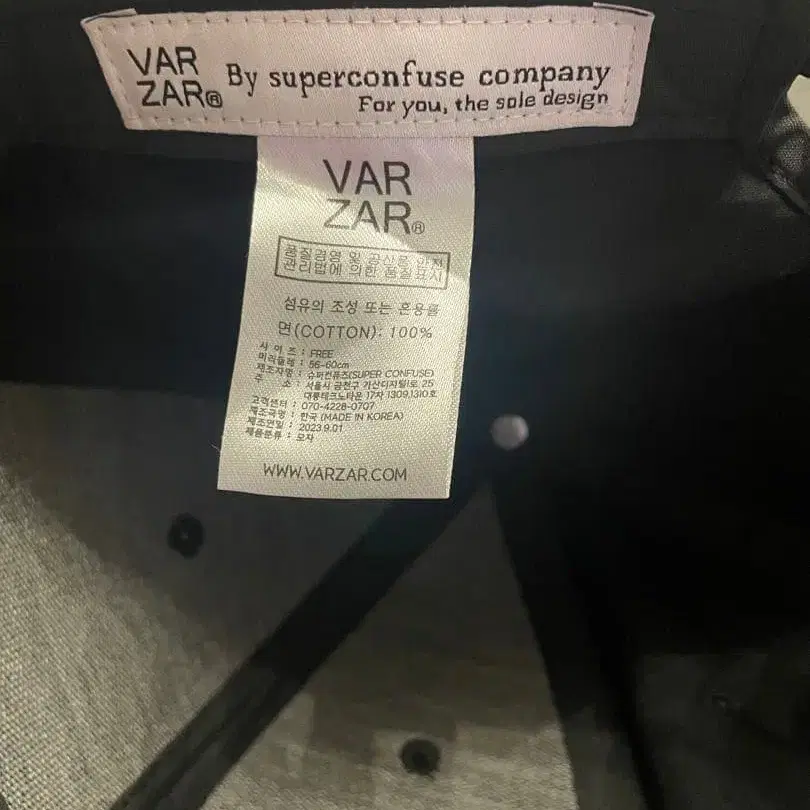 VAR
ZAR®
By superconfuse company
For you, the sole design
VAR
ZAR®
품질경영 및 공산품 안전
관리법에 의한 품질표시
섬유의 조성 또는 혼용률
면(COTTON): 100%
사 이 즈 : FREE
머리둘레 : 56-60cm
제조자명 : 슈퍼컨퓨즈(SUPER CONFUSE)
주 소 : 서울시 금천구 가산디지털1로 25
대륭테크노타운 17차 1309,1310호
고객센터 : 070-4228-0707
제조국명 : 한국 (MADE IN KOREA)
제조연월 : 2023.9.01
제품분류 : 모자
WWW.VARZAR.COM